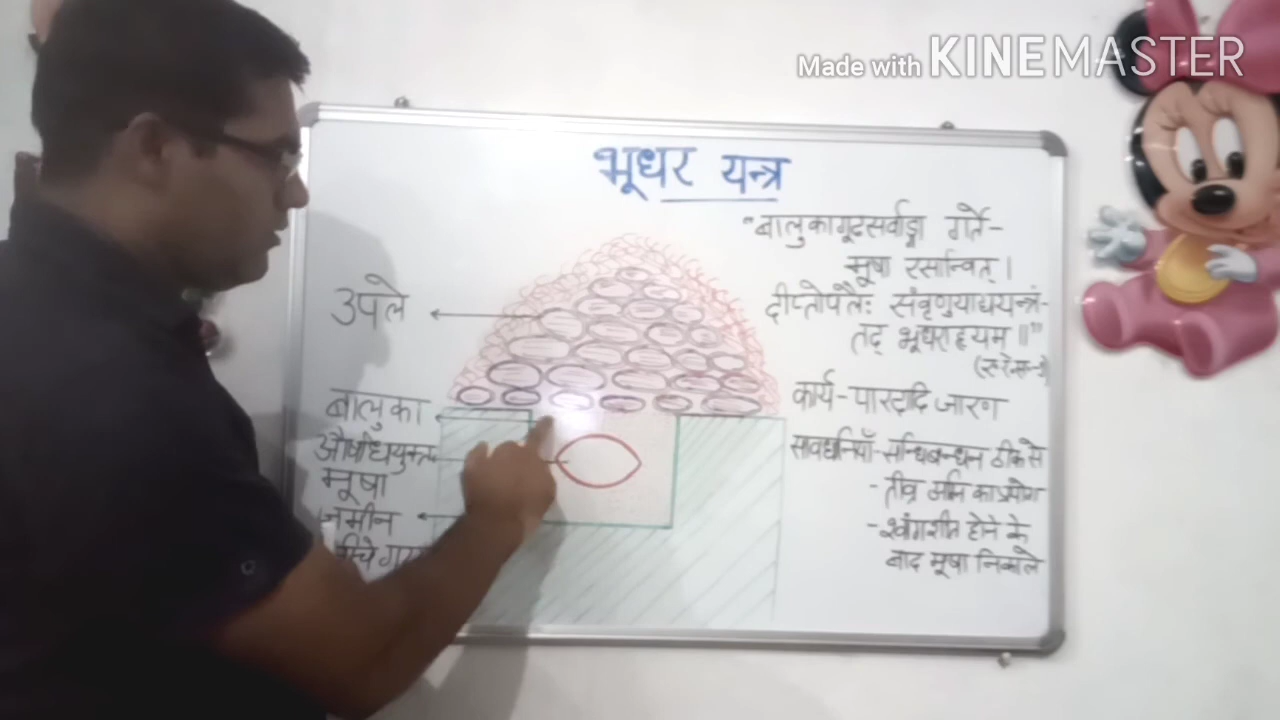 Made with KINEMASTER
भूधर यन्त्र
"बालुकागूढसर्वाङ्गा गर्ते-
मूषा रसान्वित्।
दीप्तोपलैः संवृणुयाधयन्त्रं-
तद् भूधराह्वयम्॥"
उपले
कार्य-पारदादि जारण
बालुका
औषधियुक्त
मूषा
जमीन
सावधानियाँ-सन्धिबन्धन ठीक से
-तीव्र अग्नि का प्रयोग
-स्वांगशीत होने के
बाद मूषा निकाले